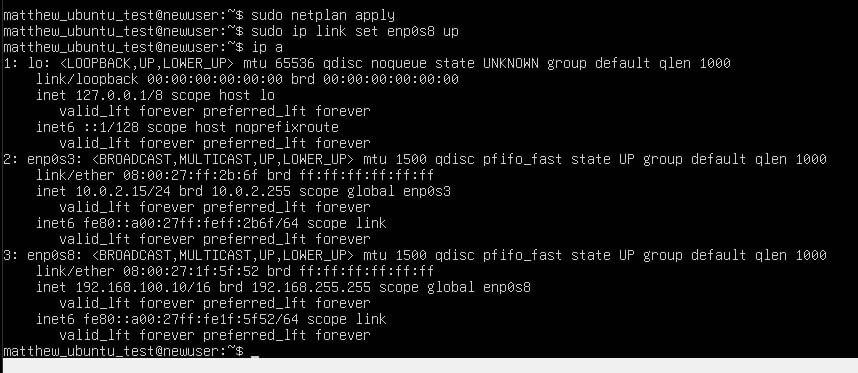 matthew_ubuntu_test@newuser:~$ sudo netplan apply
matthew_ubuntu_test@newuser:~$ sudo ip link set enp0s8 up
matthew_ubuntu_test@newuser:~$ ip a
1: lo: <LOOPBACK,UP,LOWER_UP> mtu 65536 qdisc noqueue state UNKNOWN group default qlen 1000
    link/loopback 00:00:00:00:00:00 brd 00:00:00:00:00:00
    inet 127.0.0.1/8 scope host lo
       valid_lft forever preferred_lft forever
    inet6 ::1/128 scope host noprefixroute
       valid_lft forever preferred_lft forever
2: enp0s3: <BROADCAST,MULTICAST,UP,LOWER_UP> mtu 1500 qdisc pfifo_fast state UP group default qlen 1000
    link/ether 08:00:27:ff:2b:6f brd ff:ff:ff:ff:ff:ff
    inet 10.0.2.15/24 brd 10.0.2.255 scope global enp0s3
       valid_lft forever preferred_lft forever
    inet6 fe80::a00:27ff:feff:2b6f/64 scope link
       valid_lft forever preferred_lft forever
3: enp0s8: <BROADCAST,MULTICAST,UP,LOWER_UP> mtu 1500 qdisc pfifo_fast state UP group default qlen 1000
    link/ether 08:00:27:1f:5f:52 brd ff:ff:ff:ff:ff:ff
    inet 192.168.100.10/16 brd 192.168.255.255 scope global enp0s8
       valid_lft forever preferred_lft forever
    inet6 fe80::a00:27ff:fe1f:5f52/64 scope link
       valid_lft forever preferred_lft forever
matthew_ubuntu_test@newuser:~$ _